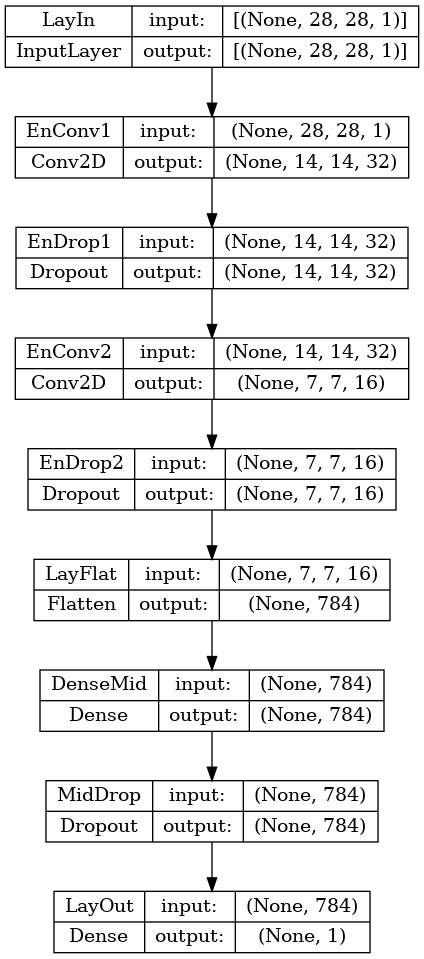 LayIn input: [(None, 28, 28, 1)]
InputLayer output: [(None, 28, 28, 1)]
EnConv1 input: (None, 28, 28, 1)
Conv2D output: (None, 14, 14, 32)
EnDrop1 input: (None, 14, 14, 32)
Dropout output: (None, 14, 14, 32)
EnConv2 input: (None, 14, 14, 32)
Conv2D output: (None, 7, 7, 16)
EnDrop2 input: (None, 7, 7, 16)
Dropout output: (None, 7, 7, 16)
LayFlat input: (None, 7, 7, 16)
Flatten output: (None, 784)
DenseMid input: (None, 784)
Dense output: (None, 784)
MidDrop input: (None, 784)
Dropout output: (None, 784)
LayOut input: (None, 784)
Dense output: (None, 1)